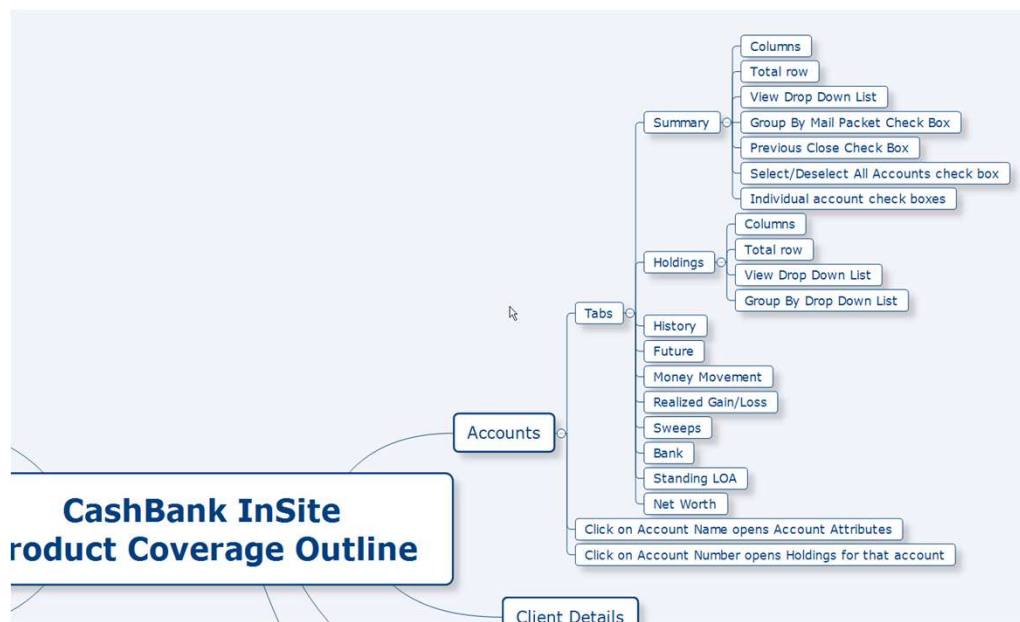 Columns
Total row
View Drop Down List
Summary
Group By Mail Packet Check Box
Previous Close Check Box
Select/Deselect All Accounts check box
Individual account check boxes
Columns
Total row
Holdings
View Drop Down List
Group By Drop Down List
Tabs
History
Future
Money Movement
Realized Gain/Loss
Accounts
Sweeps
Bank
Standing LOA
Net Worth
CashBank InSite
roduct Coverage Outline
Click on Account Name opens Account Attributes
Click on Account Number opens Holdings for that account
Client Details